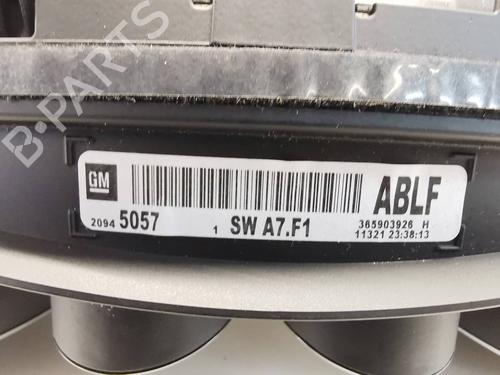 B-PARTS
GM
ABLF
2094 5057 1 SW A7.F1
365903926 H
11321 23:38:13